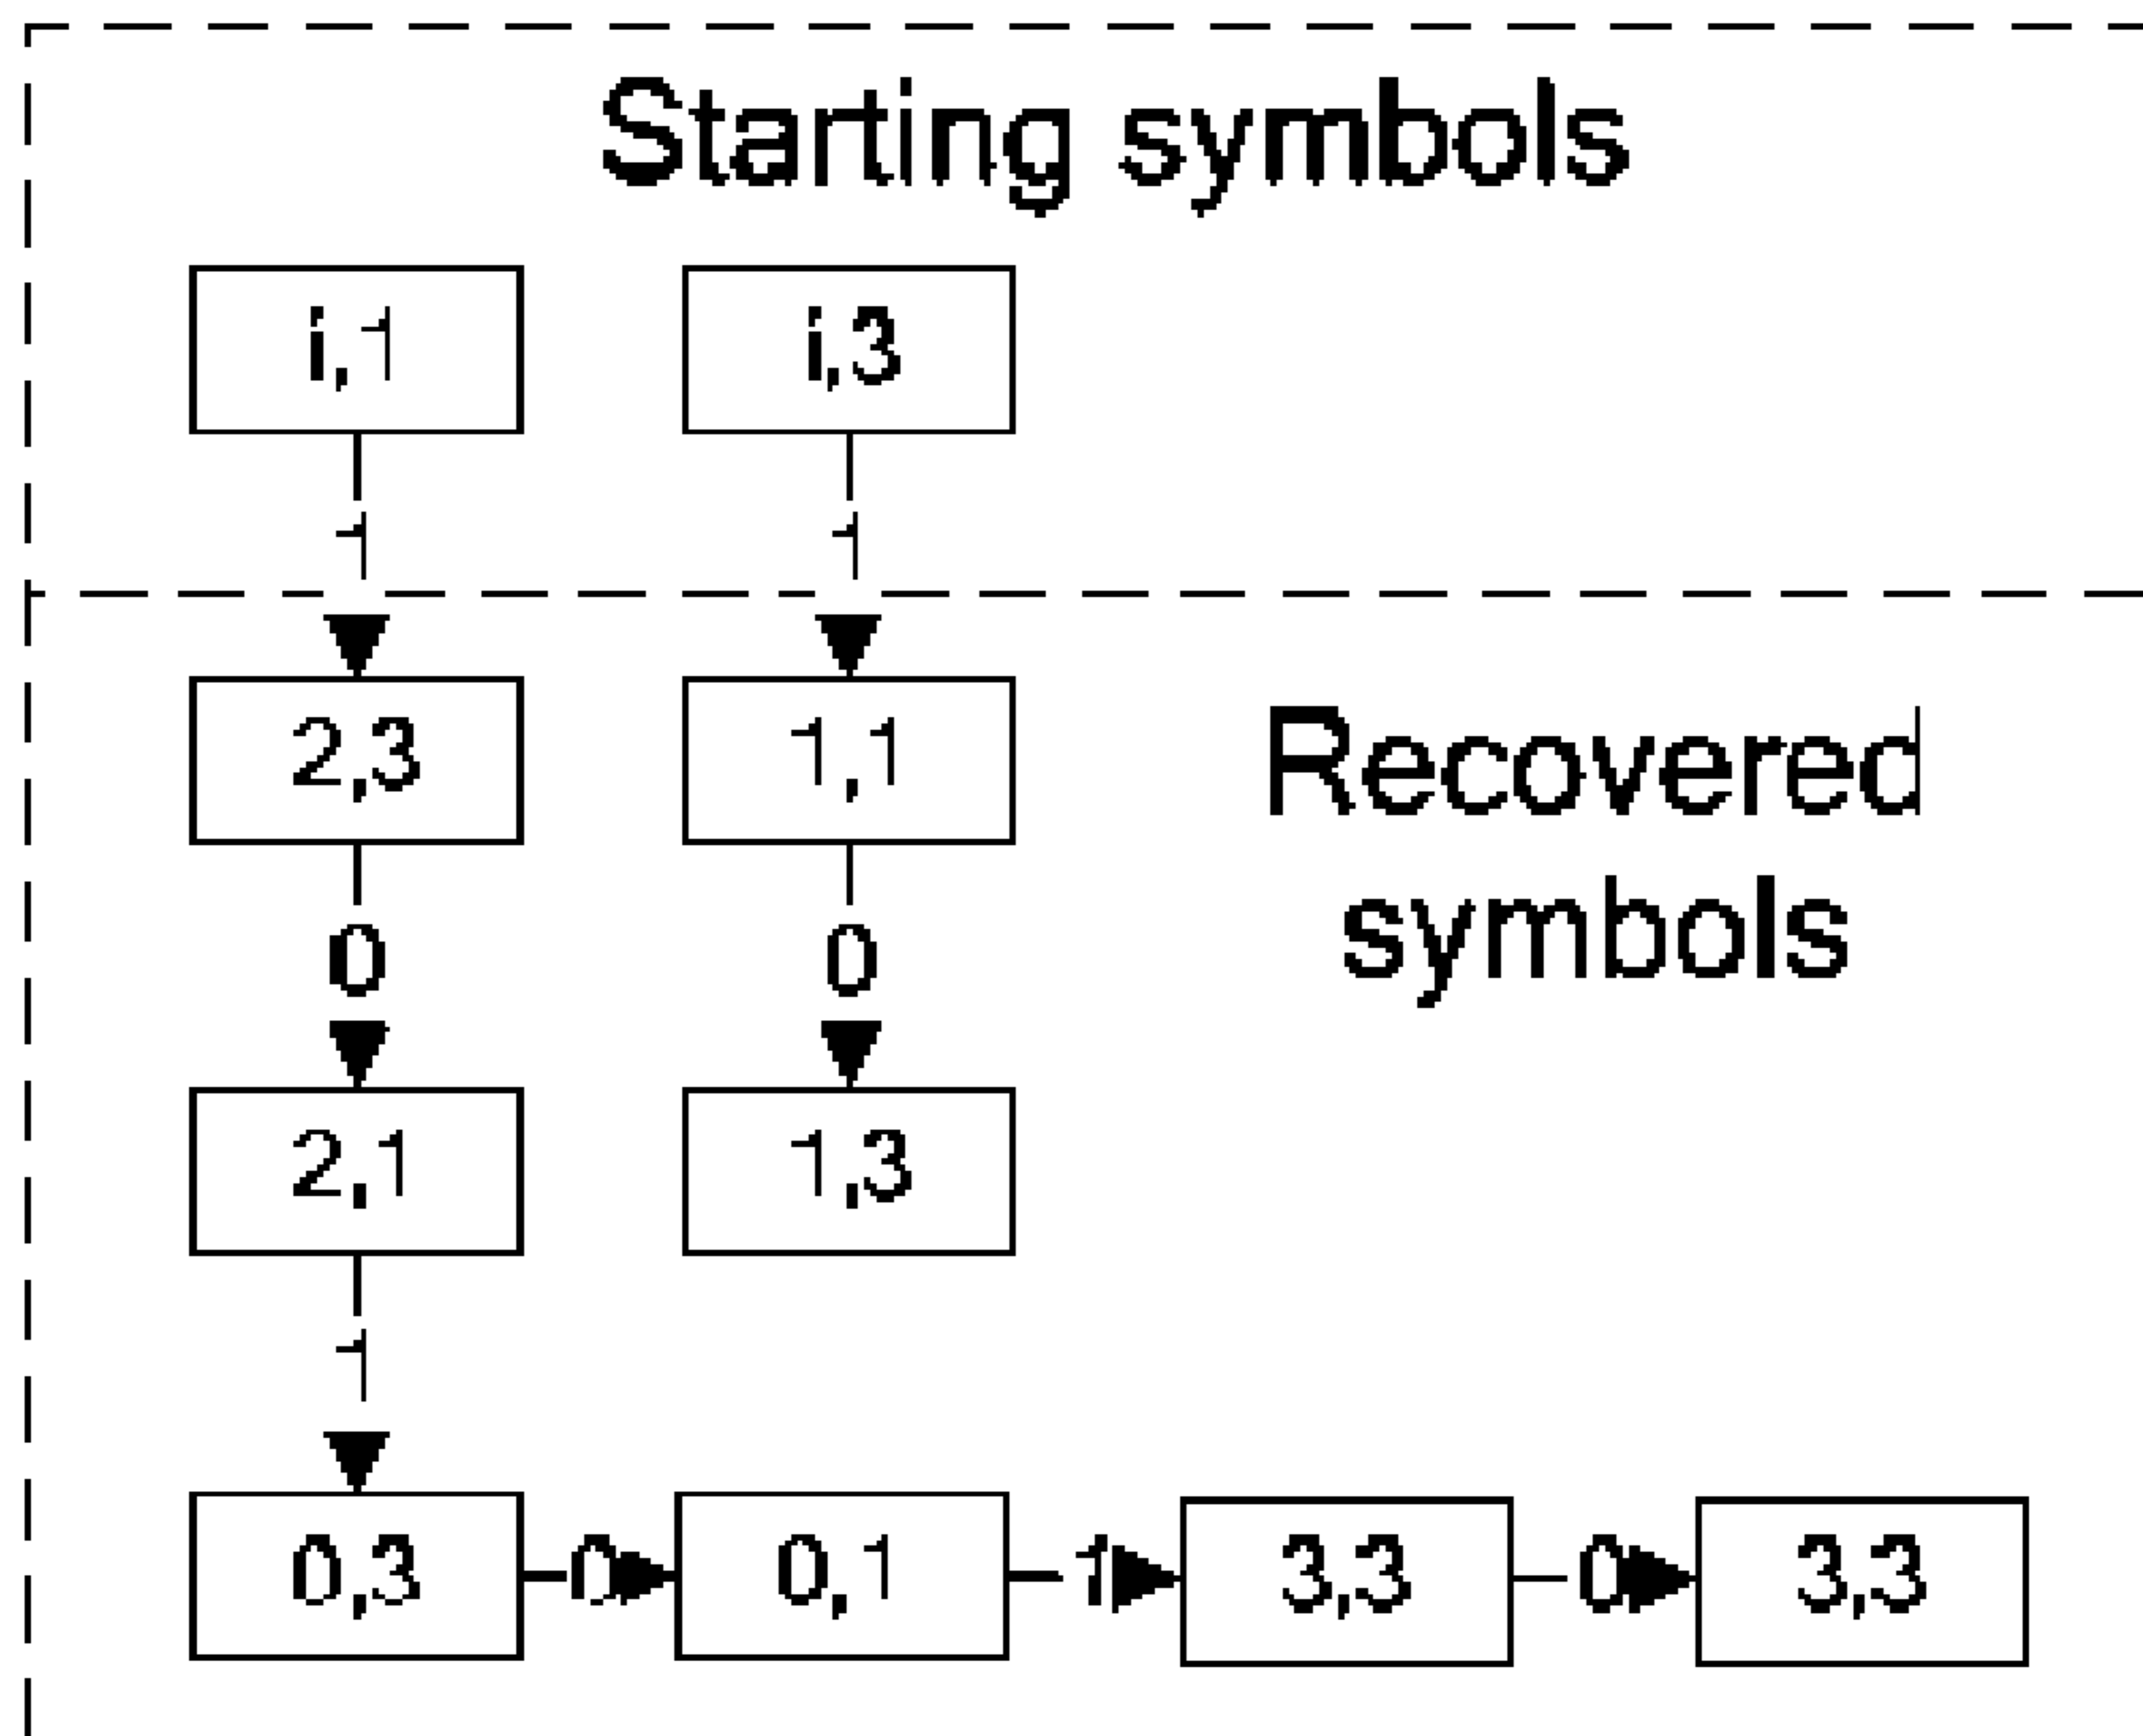 Starting symbols
i,1 i,3
1 1
2,3 1,1
Recovered
symbols
0 0
2,1 1,3
1
0,3 0 0,1 1 3,3 0 3,3